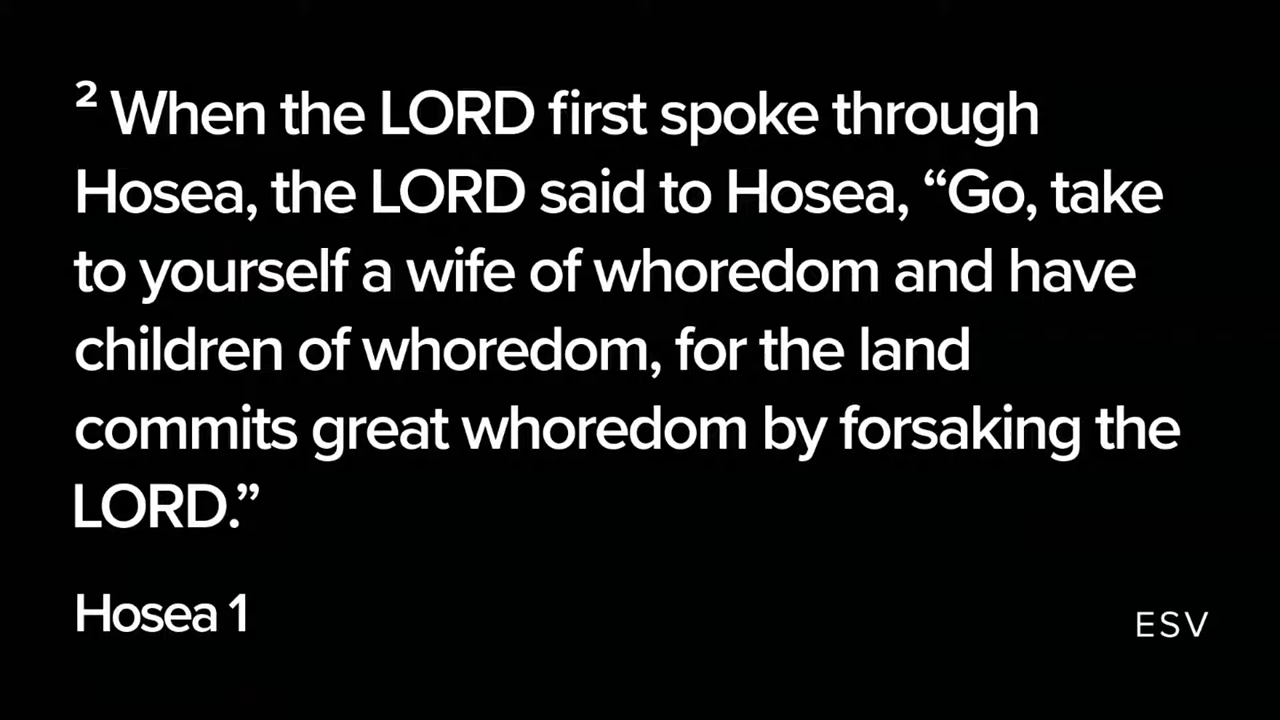 ² When the LORD first spoke through
Hosea, the LORD said to Hosea, “Go, take
to yourself a wife of whoredom and have
children of whoredom, for the land
commits great whoredom by forsaking the
LORD.”
Hosea 1
ESV